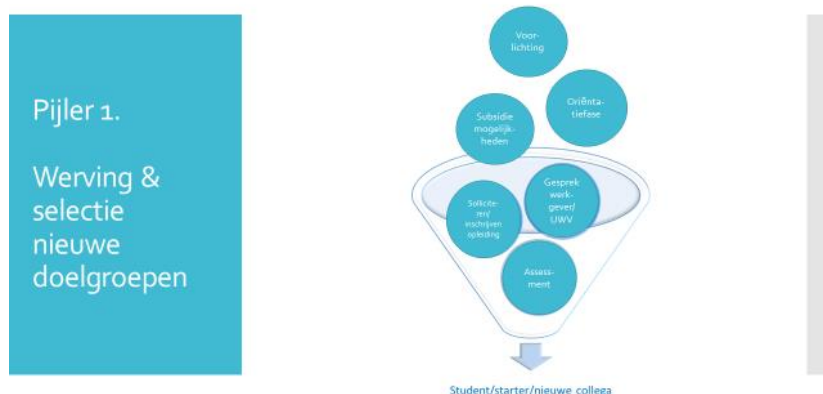 Pijler 1.
Werving &
selectie
nieuwe
doelgroepen
Voor-
lichting
Oriënta-
tiefase
Subsidie
mogelijk-
heden
Gesprek
werk-
gever/
UWV
Sollicite-
ren/
inschrijven
opleiding
Assess-
ment
Student/starter/nieuwe collega